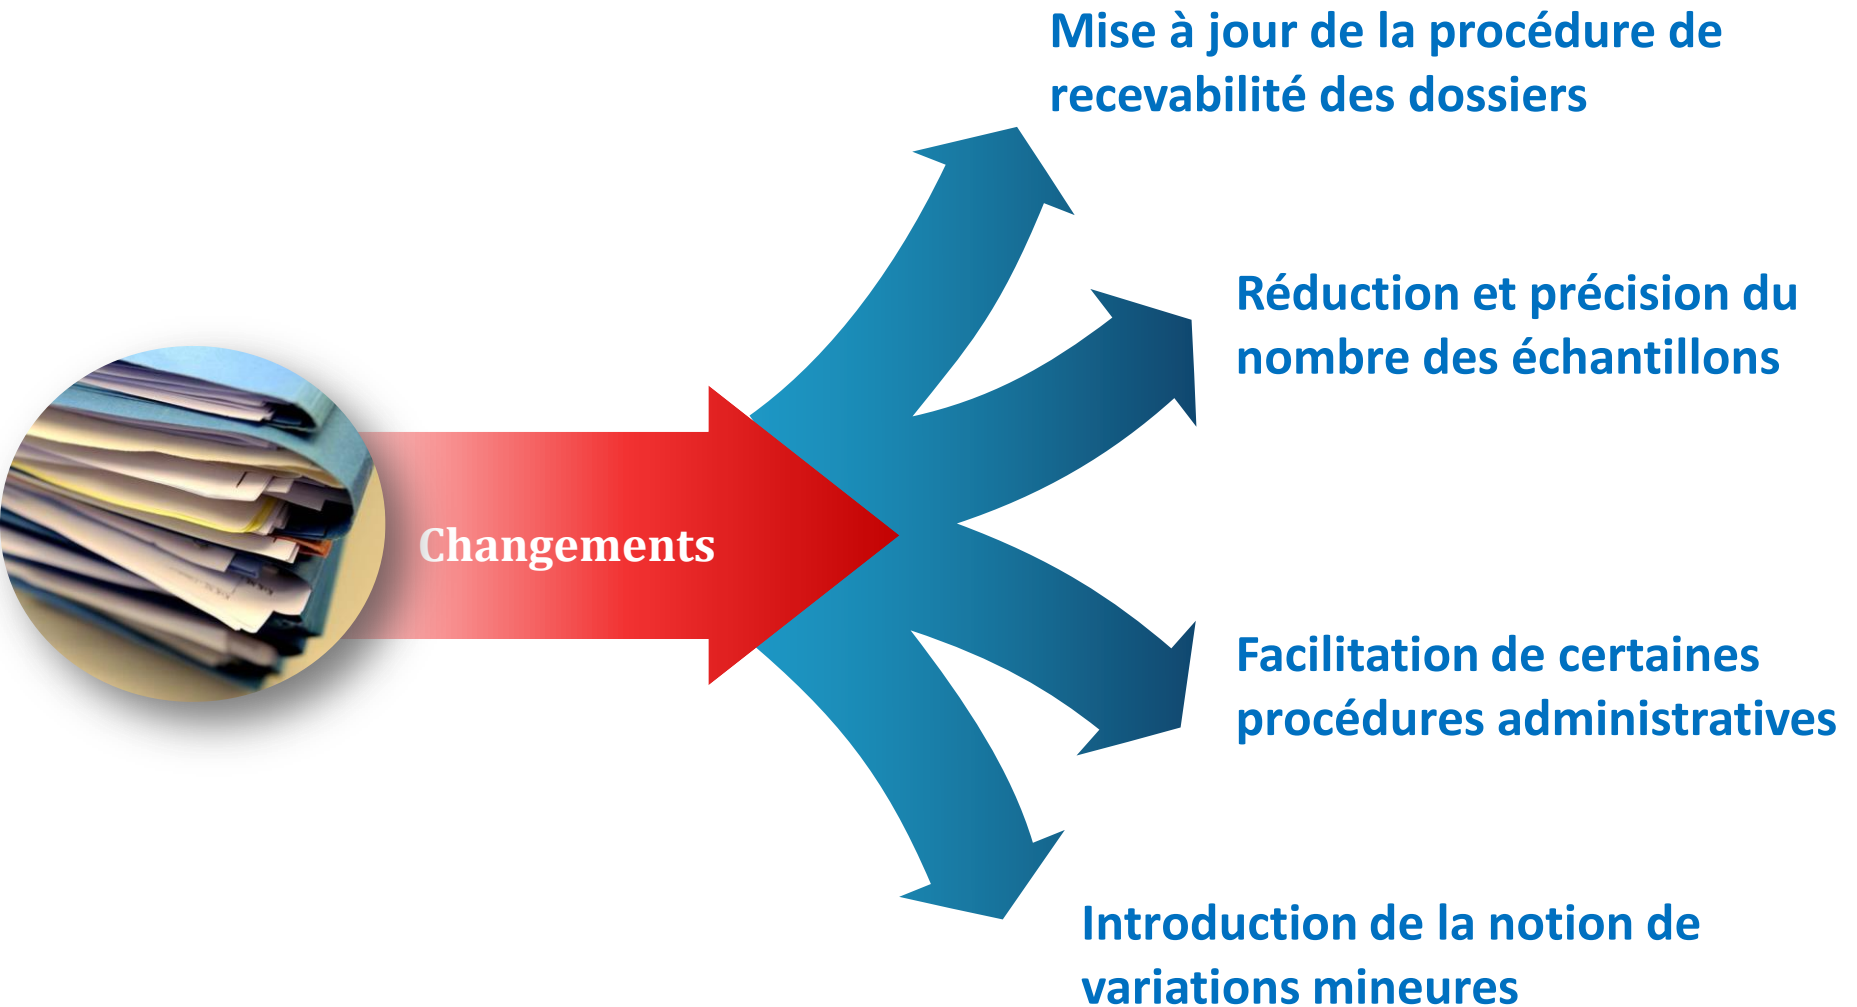 Mise à jour de la procédure de
recevabilité des dossiers
Réduction et précision du
nombre des échantillons
Changements
Facilitation de certaines
procédures administratives
Introduction de la notion de
variations mineures